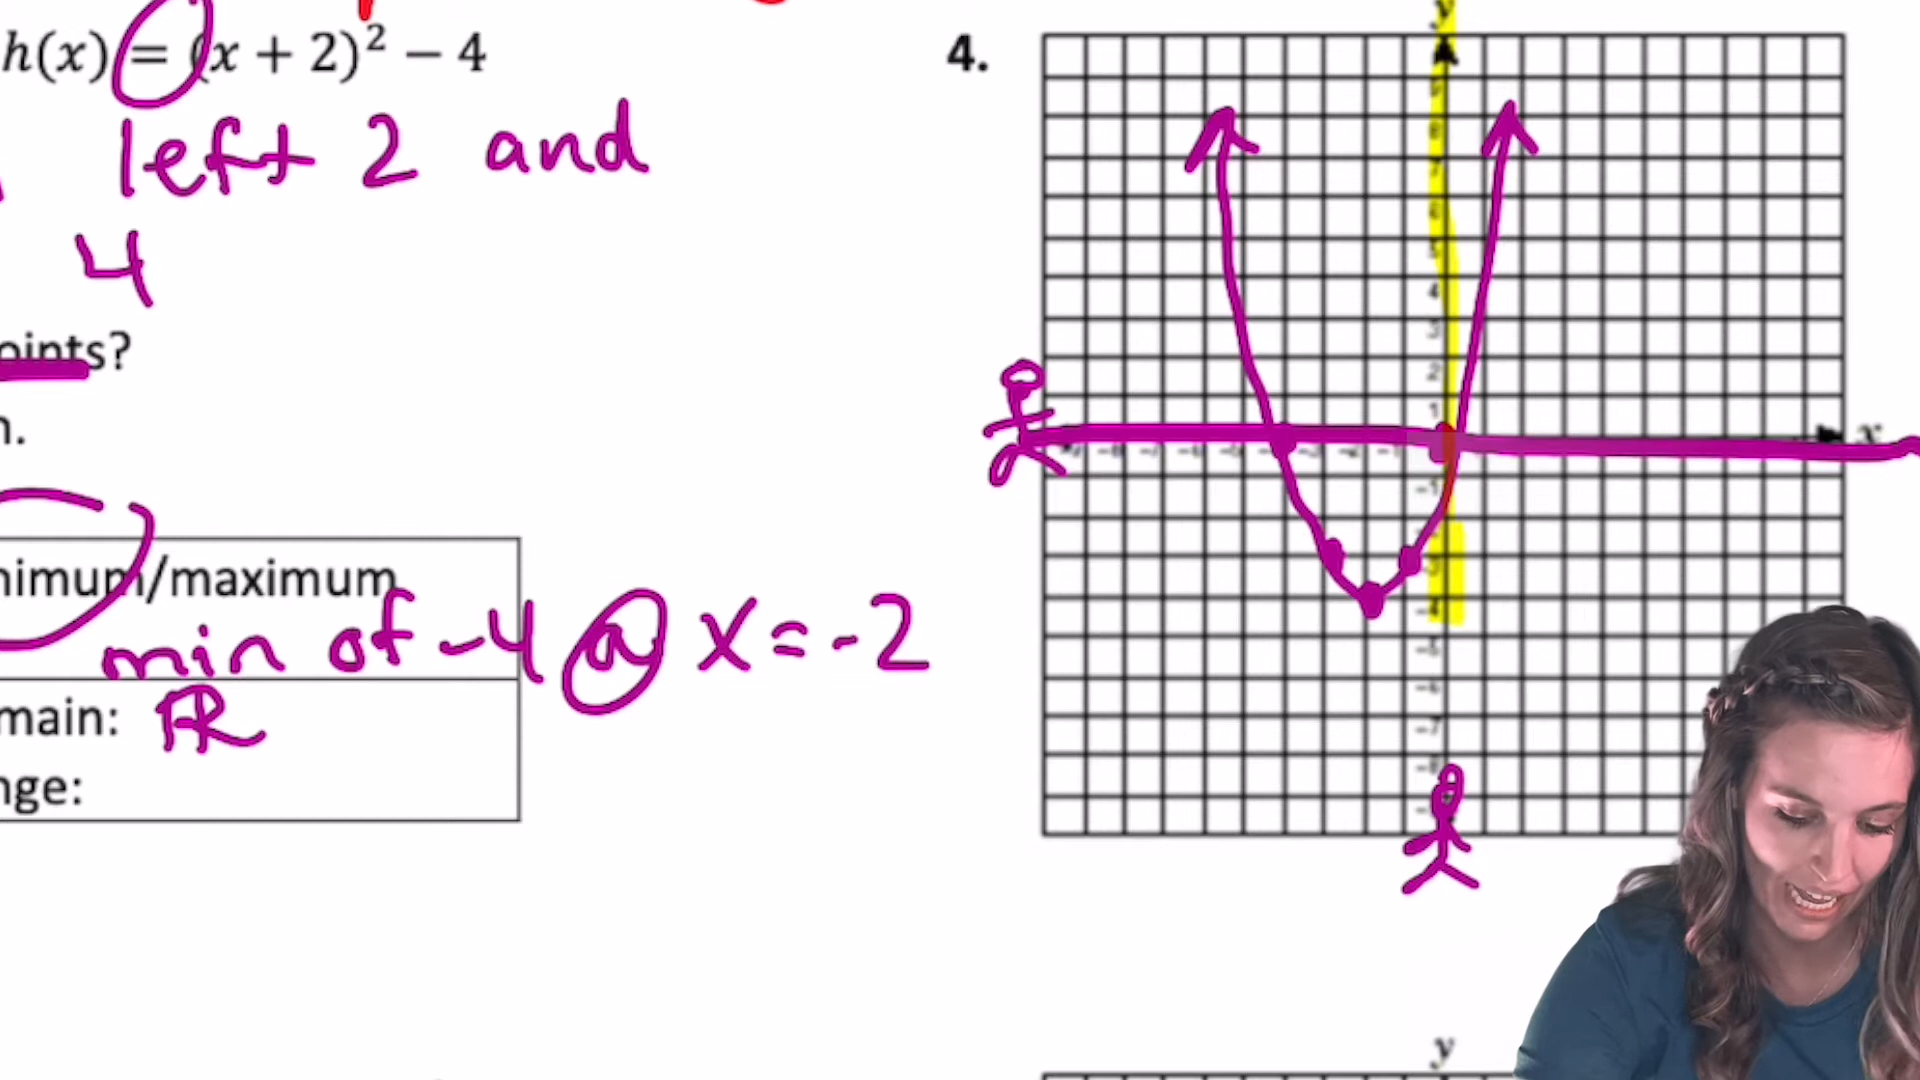 h(x) = (x + 2)² − 4
left 2 and
4
oints?
n.
nimum/maximum
min of -4 @ x = -2
main: ℝ
nge:
4.
y
x
y